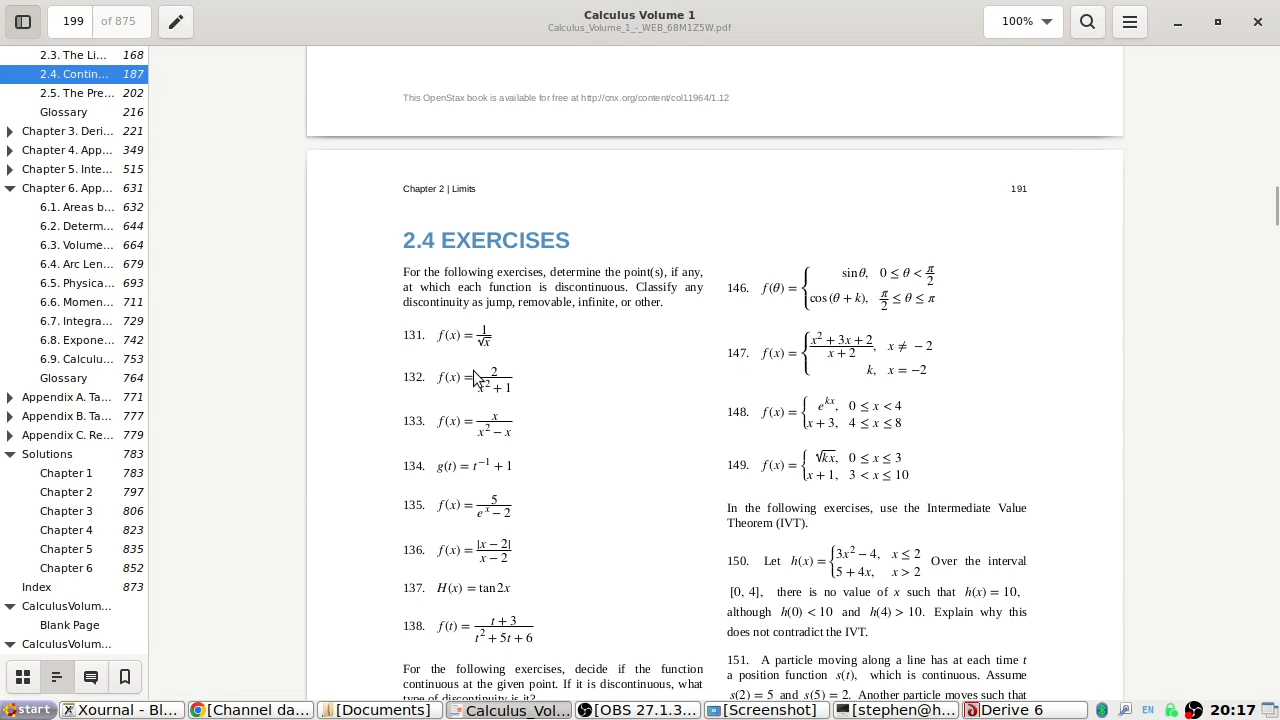 199 of 875
Calculus Volume 1
Calculus_Volume_1_-_WEB_68M1Z5W.pdf
100%
2.3. The Li... 168
2.4. Contin... 187
2.5. The Pre... 202
Glossary 216
Chapter 3. Deri... 221
Chapter 4. App... 349
Chapter 5. Inte... 515
Chapter 6. App... 631
6.1. Areas b... 632
6.2. Determ... 644
6.3. Volume... 664
6.4. Arc Len... 679
6.5. Physica... 693
6.6. Momen... 711
6.7. Integra... 729
6.8. Expone... 742
6.9. Calculu... 753
Glossary 764
Appendix A. Ta... 771
Appendix B. Ta... 777
Appendix C. Re... 779
Solutions 783
Chapter 1 783
Chapter 2 797
Chapter 3 806
Chapter 4 823
Chapter 5 835
Chapter 6 852
Index 873
CalculusVolum...
Blank Page
CalculusVolum...
This OpenStax book is available for free at http://cnx.org/content/col11964/1.12
Chapter 2 | Limits 191
2.4 EXERCISES
For the following exercises, determine the point(s), if any,
at which each function is discontinuous. Classify any
discontinuity as jump, removable, infinite, or other.
131. f(x) = 1/√x
132. f(x) = 2/(x² + 1)
133. f(x) = x/(x² − x)
134. g(t) = t⁻¹ + 1
135. f(x) = 5/(eˣ − 2)
136. f(x) = |x − 2|/(x − 2)
137. H(x) = tan 2x
138. f(t) = (t + 3)/(t² + 5t + 6)
For the following exercises, decide if the function
continuous at the given point. If it is discontinuous, what
type of discontinuity is it?
146. f(θ) = { sin θ, 0 ≤ θ < π/2
cos (θ + k), π/2 ≤ θ ≤ π
147. f(x) = { (x² + 3x + 2)/(x + 2), x ≠ −2
k, x = −2
148. f(x) = { e^{kx}, 0 ≤ x < 4
x + 3, 4 ≤ x ≤ 8
149. f(x) = { √kx, 0 ≤ x ≤ 3
x + 1, 3 < x ≤ 10
In the following exercises, use the Intermediate Value
Theorem (IVT).
150. Let h(x) = { 3x² − 4, x ≤ 2
5 + 4x, x > 2 Over the interval
[0, 4], there is no value of x such that h(x) = 10,
although h(0) < 10 and h(4) > 10. Explain why this
does not contradict the IVT.
151. A particle moving along a line has at each time t
a position function s(t), which is continuous. Assume
s(2) = 5 and s(5) = 2. Another particle moves such that
start
Xournal - Bl...
[Channel da...
[Documents]
Calculus_Vol...
[OBS 27.1.3...
[Screenshot]
[stephen@h...
Derive 6
EN
20:17